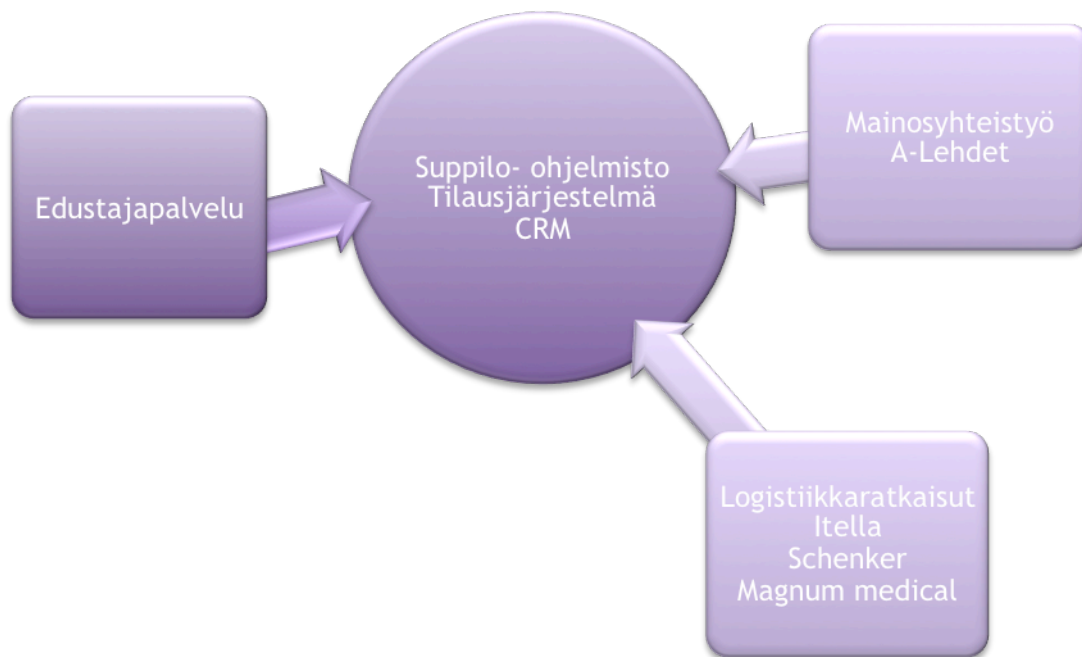 Edustajapalvelu
Suppilo- ohjelmisto
Tilausjärjestelmä
CRM
Mainosyhteistyö
A-Lehdet
Logistiikkaratkaisut
Itella
Schenker
Magnum medical